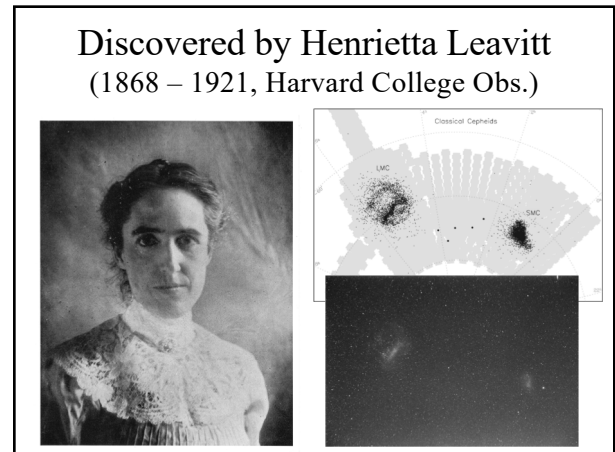 Discovered by Henrietta Leavitt
(1868 – 1921, Harvard College Obs.)
Classical Cepheids
LMC
SMC